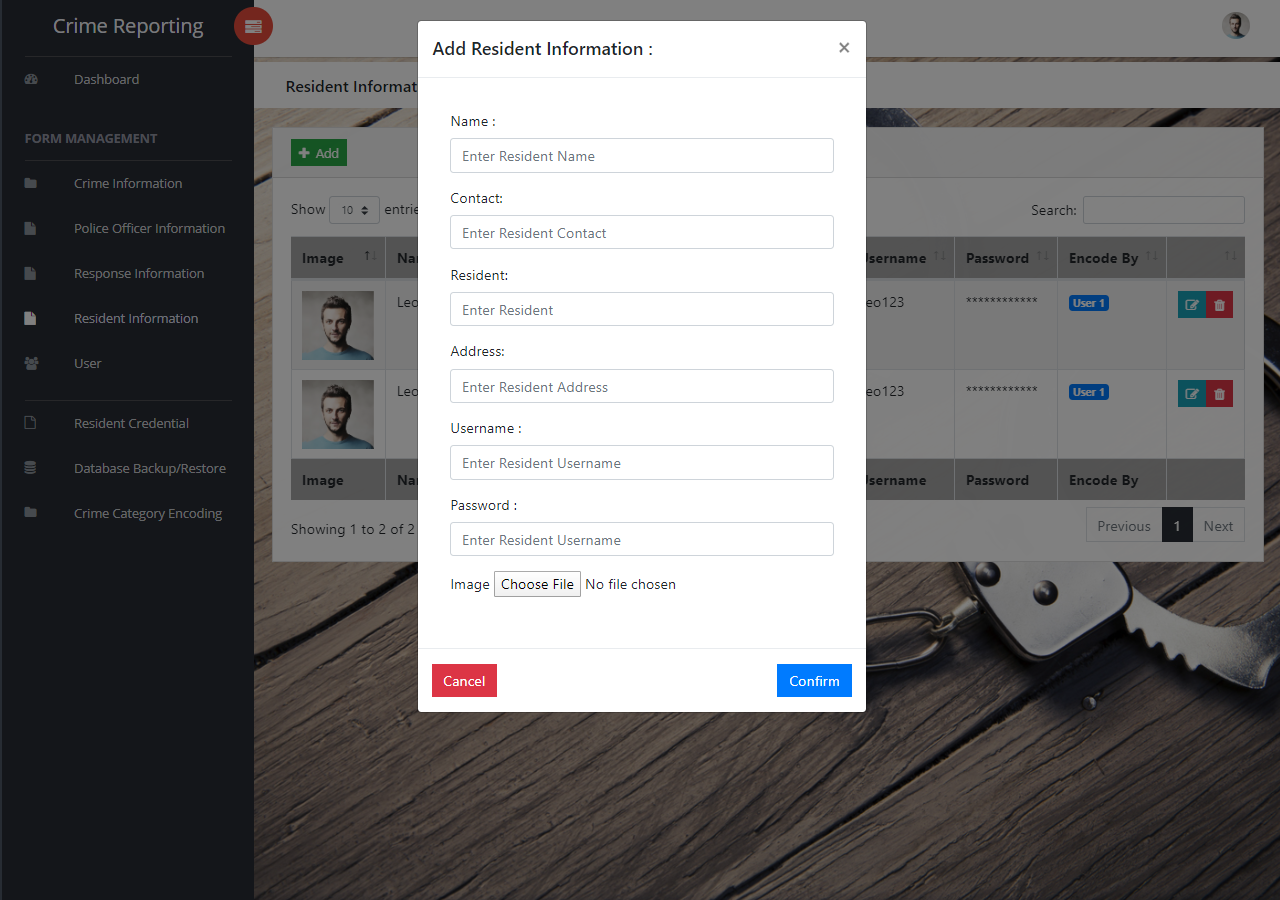 Crime Reporting
Dashboard
FORM MANAGEMENT
Crime Information
Police Officer Information
Response Information
Resident Information
User
Resident Credential
Database Backup/Restore
Crime Category Encoding
Resident Informat
Add
Show 10 entrie
Search:
Image Nar Username Password Encode By
Leo eo123 ************ User 1
Leo eo123 ************ User 1
Image Nar Username Password Encode By
Showing 1 to 2 of 2
Previous 1 Next
Add Resident Information : ×
Name :
Enter Resident Name
Contact:
Enter Resident Contact
Resident:
Enter Resident
Address:
Enter Resident Address
Username :
Enter Resident Username
Password :
Enter Resident Username
Image Choose File No file chosen
Cancel Confirm